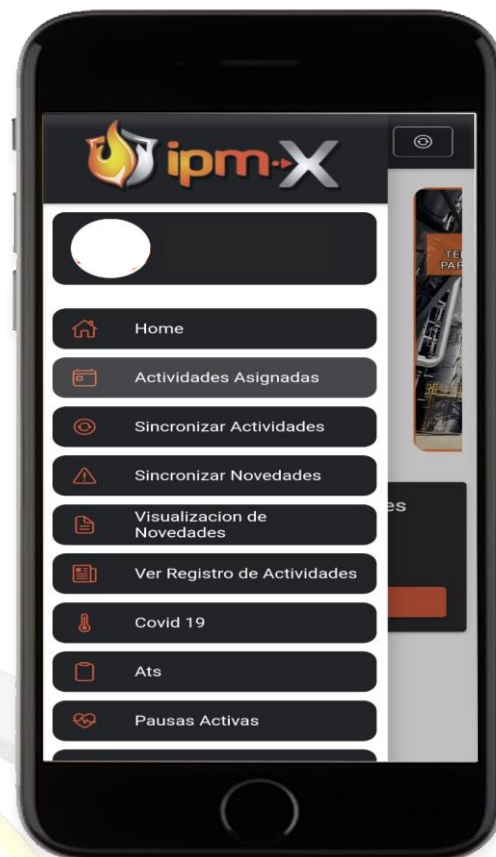 ipm-X
Home
Actividades Asignadas
Sincronizar Actividades
Sincronizar Novedades
Visualizacion de
Novedades
Ver Registro de Actividades
Covid 19
Ats
Pausas Activas
es